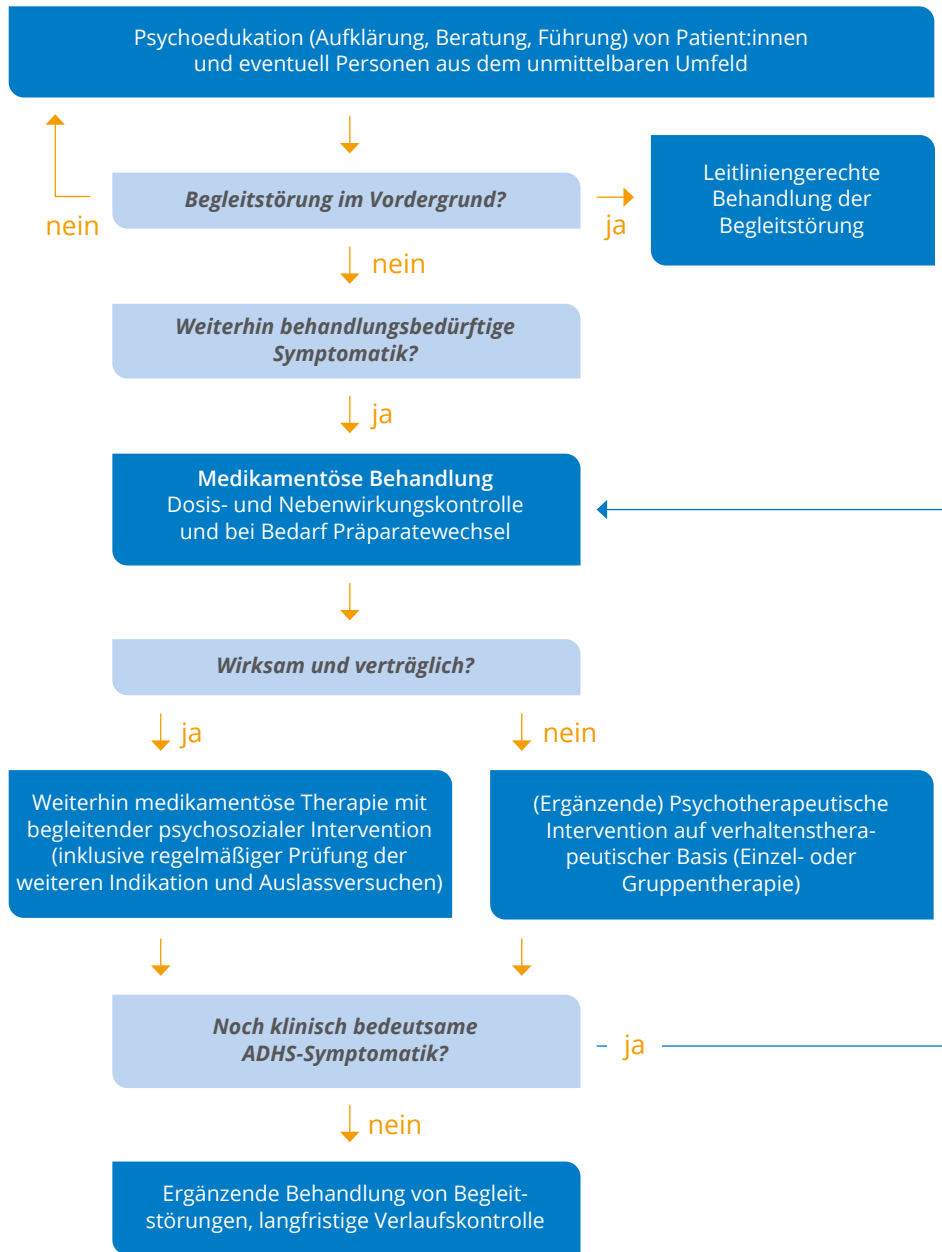 Psychoedukation (Aufklärung, Beratung, Führung) von Patient:innen
und eventuell Personen aus dem unmittelbaren Umfeld
Begleitstörung im Vordergrund?
nein
ja
Leitliniengerechte
Behandlung der
Begleitstörung
nein
Weiterhin behandlungsbedürftige
Symptomatik?
ja
Medikamentöse Behandlung
Dosis- und Nebenwirkungskontrolle
und bei Bedarf Präparatewechsel
Wirksam und verträglich?
ja
nein
Weiterhin medikamentöse Therapie mit
begleitender psychosozialer Intervention
(inklusive regelmäßiger Prüfung der
weiteren Indikation und Auslassversuchen)
(Ergänzende) Psychotherapeutische
Intervention auf verhaltensthera-
peutischer Basis (Einzel- oder
Gruppentherapie)
Noch klinisch bedeutsame
ADHS-Symptomatik?
ja
nein
Ergänzende Behandlung von Begleit-
störungen, langfristige Verlaufskontrolle